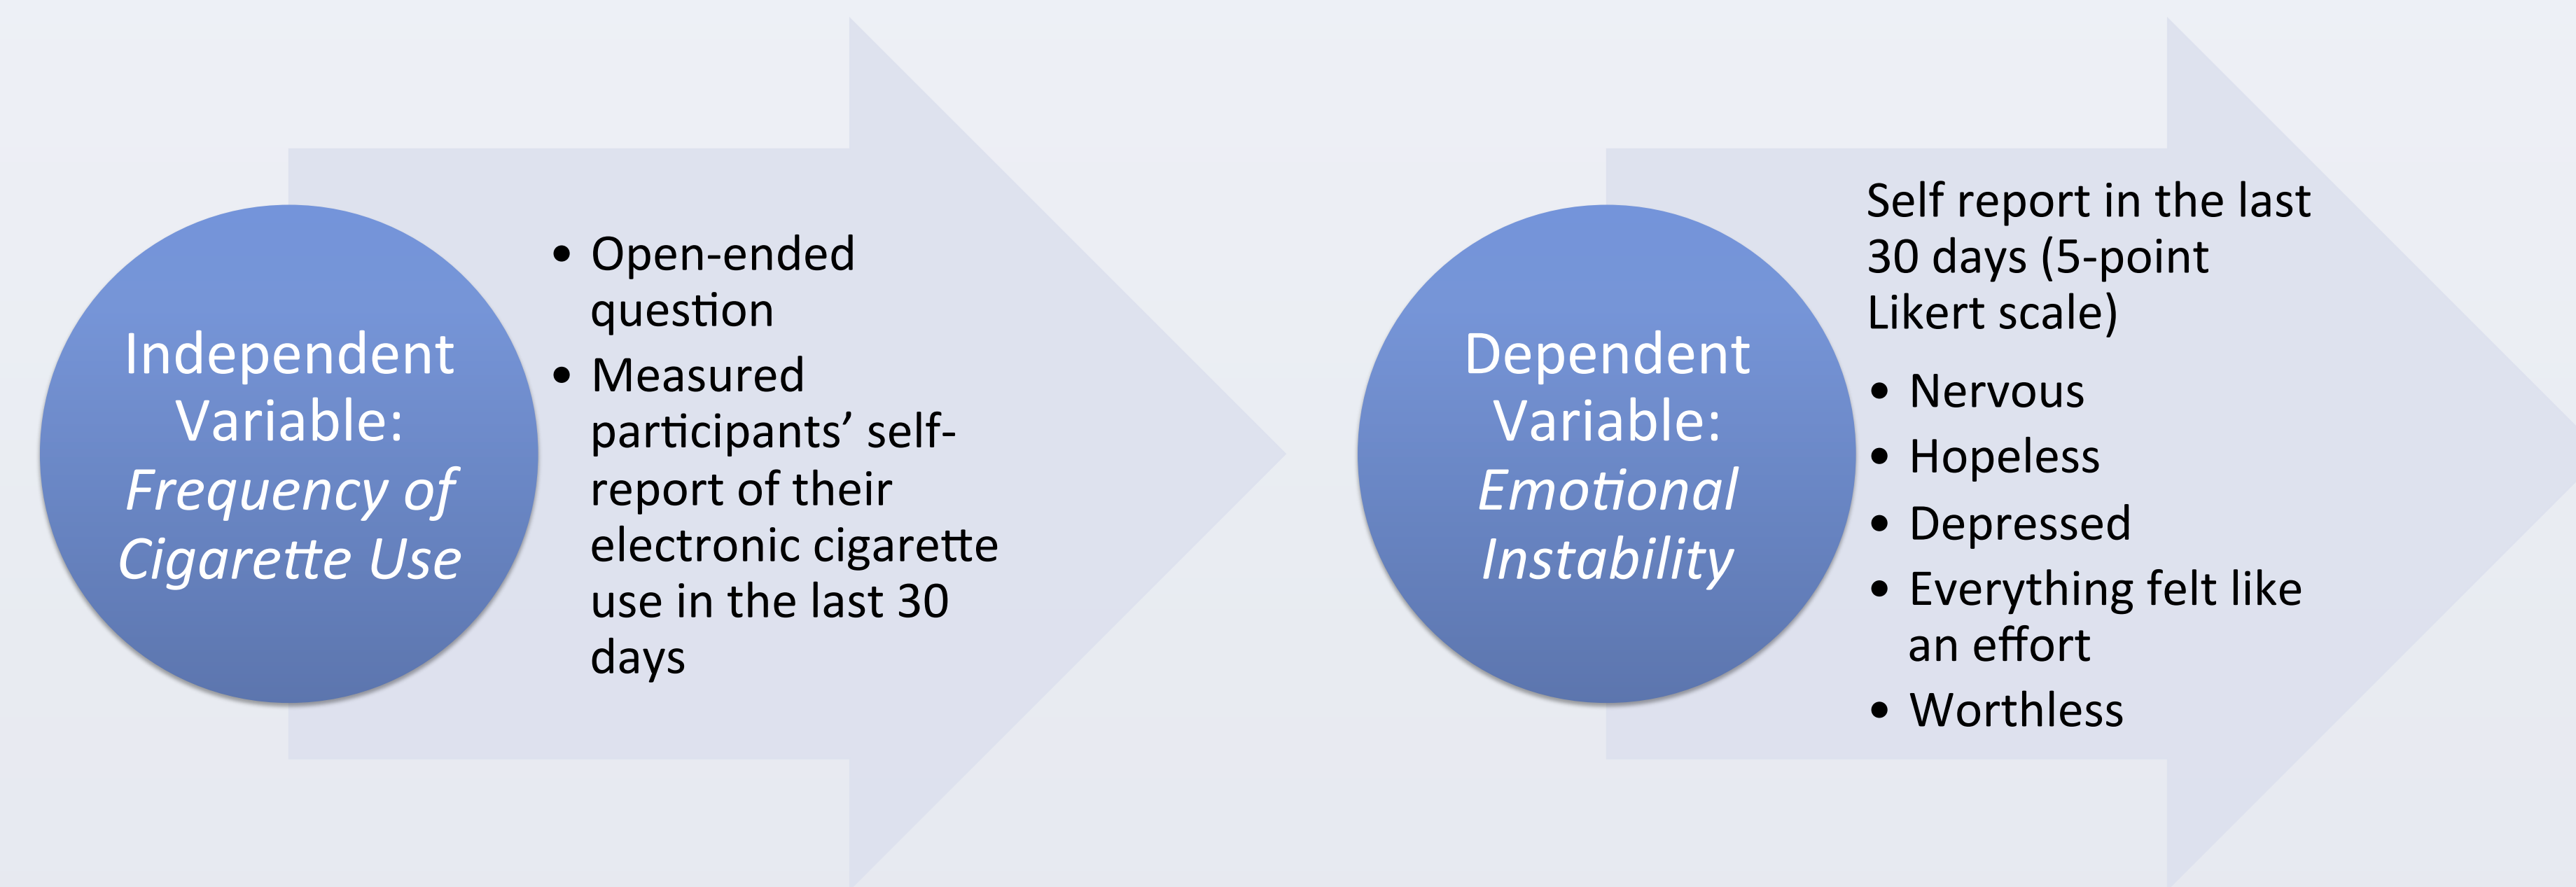 Independent
Variable:
Frequency of
Cigarette Use
• Open-ended
question
• Measured
participants’ self-
report of their
electronic cigarette
use in the last 30
days
Dependent
Variable:
Emotional
Instability
Self report in the last
30 days (5-point
Likert scale)
• Nervous
• Hopeless
• Depressed
• Everything felt like
an effort
• Worthless